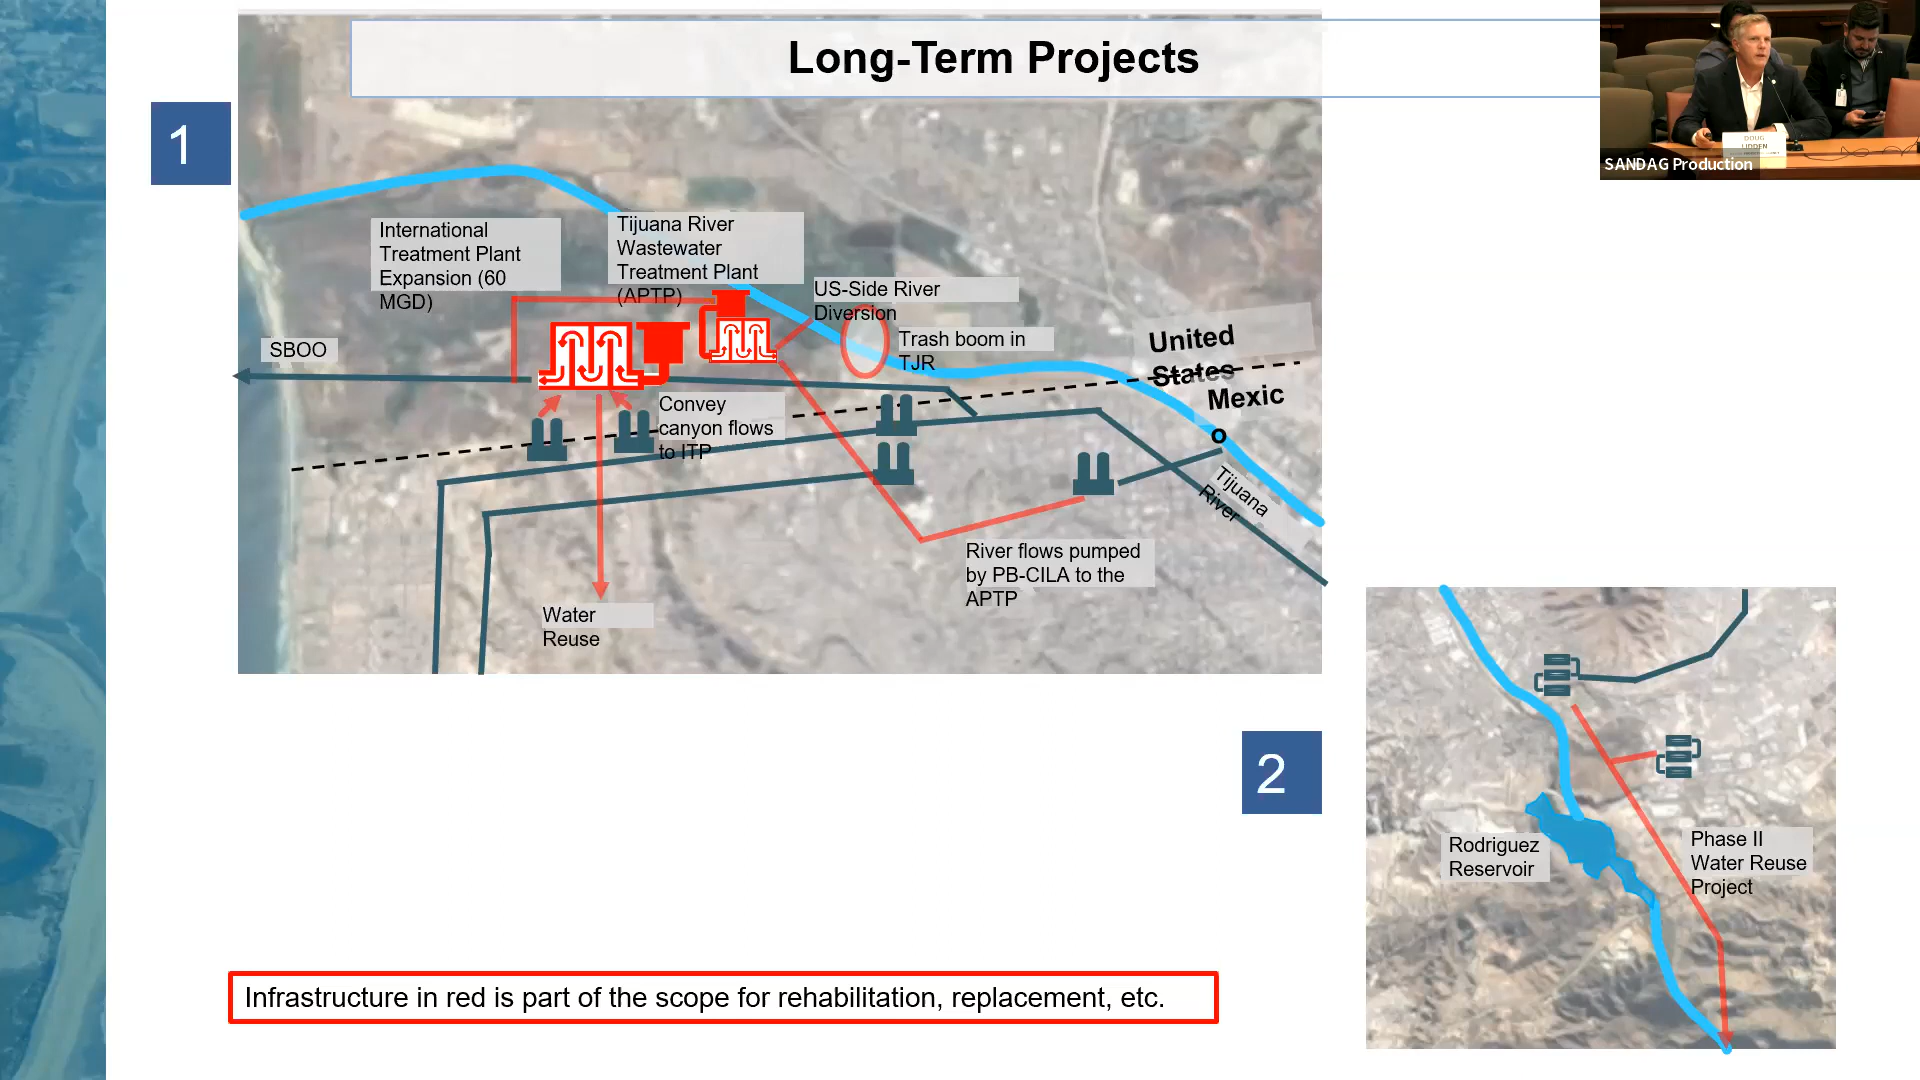 Long-Term Projects
1
International
Treatment Plant
Expansion (60
MGD)
Tijuana River
Wastewater
Treatment Plant
(APTP)
US-Side River
Diversion
Trash boom in
TJR
SBOO
United
States
Mexic
o
Convey
canyon flows
to ITP
Tijuana
River
River flows pumped
by PB-CILA to the
APTP
Water
Reuse
2
Rodriguez
Reservoir
Phase II
Water Reuse
Project
Infrastructure in red is part of the scope for rehabilitation, replacement, etc.
DOUG
LIDDEN
SANDAG Production